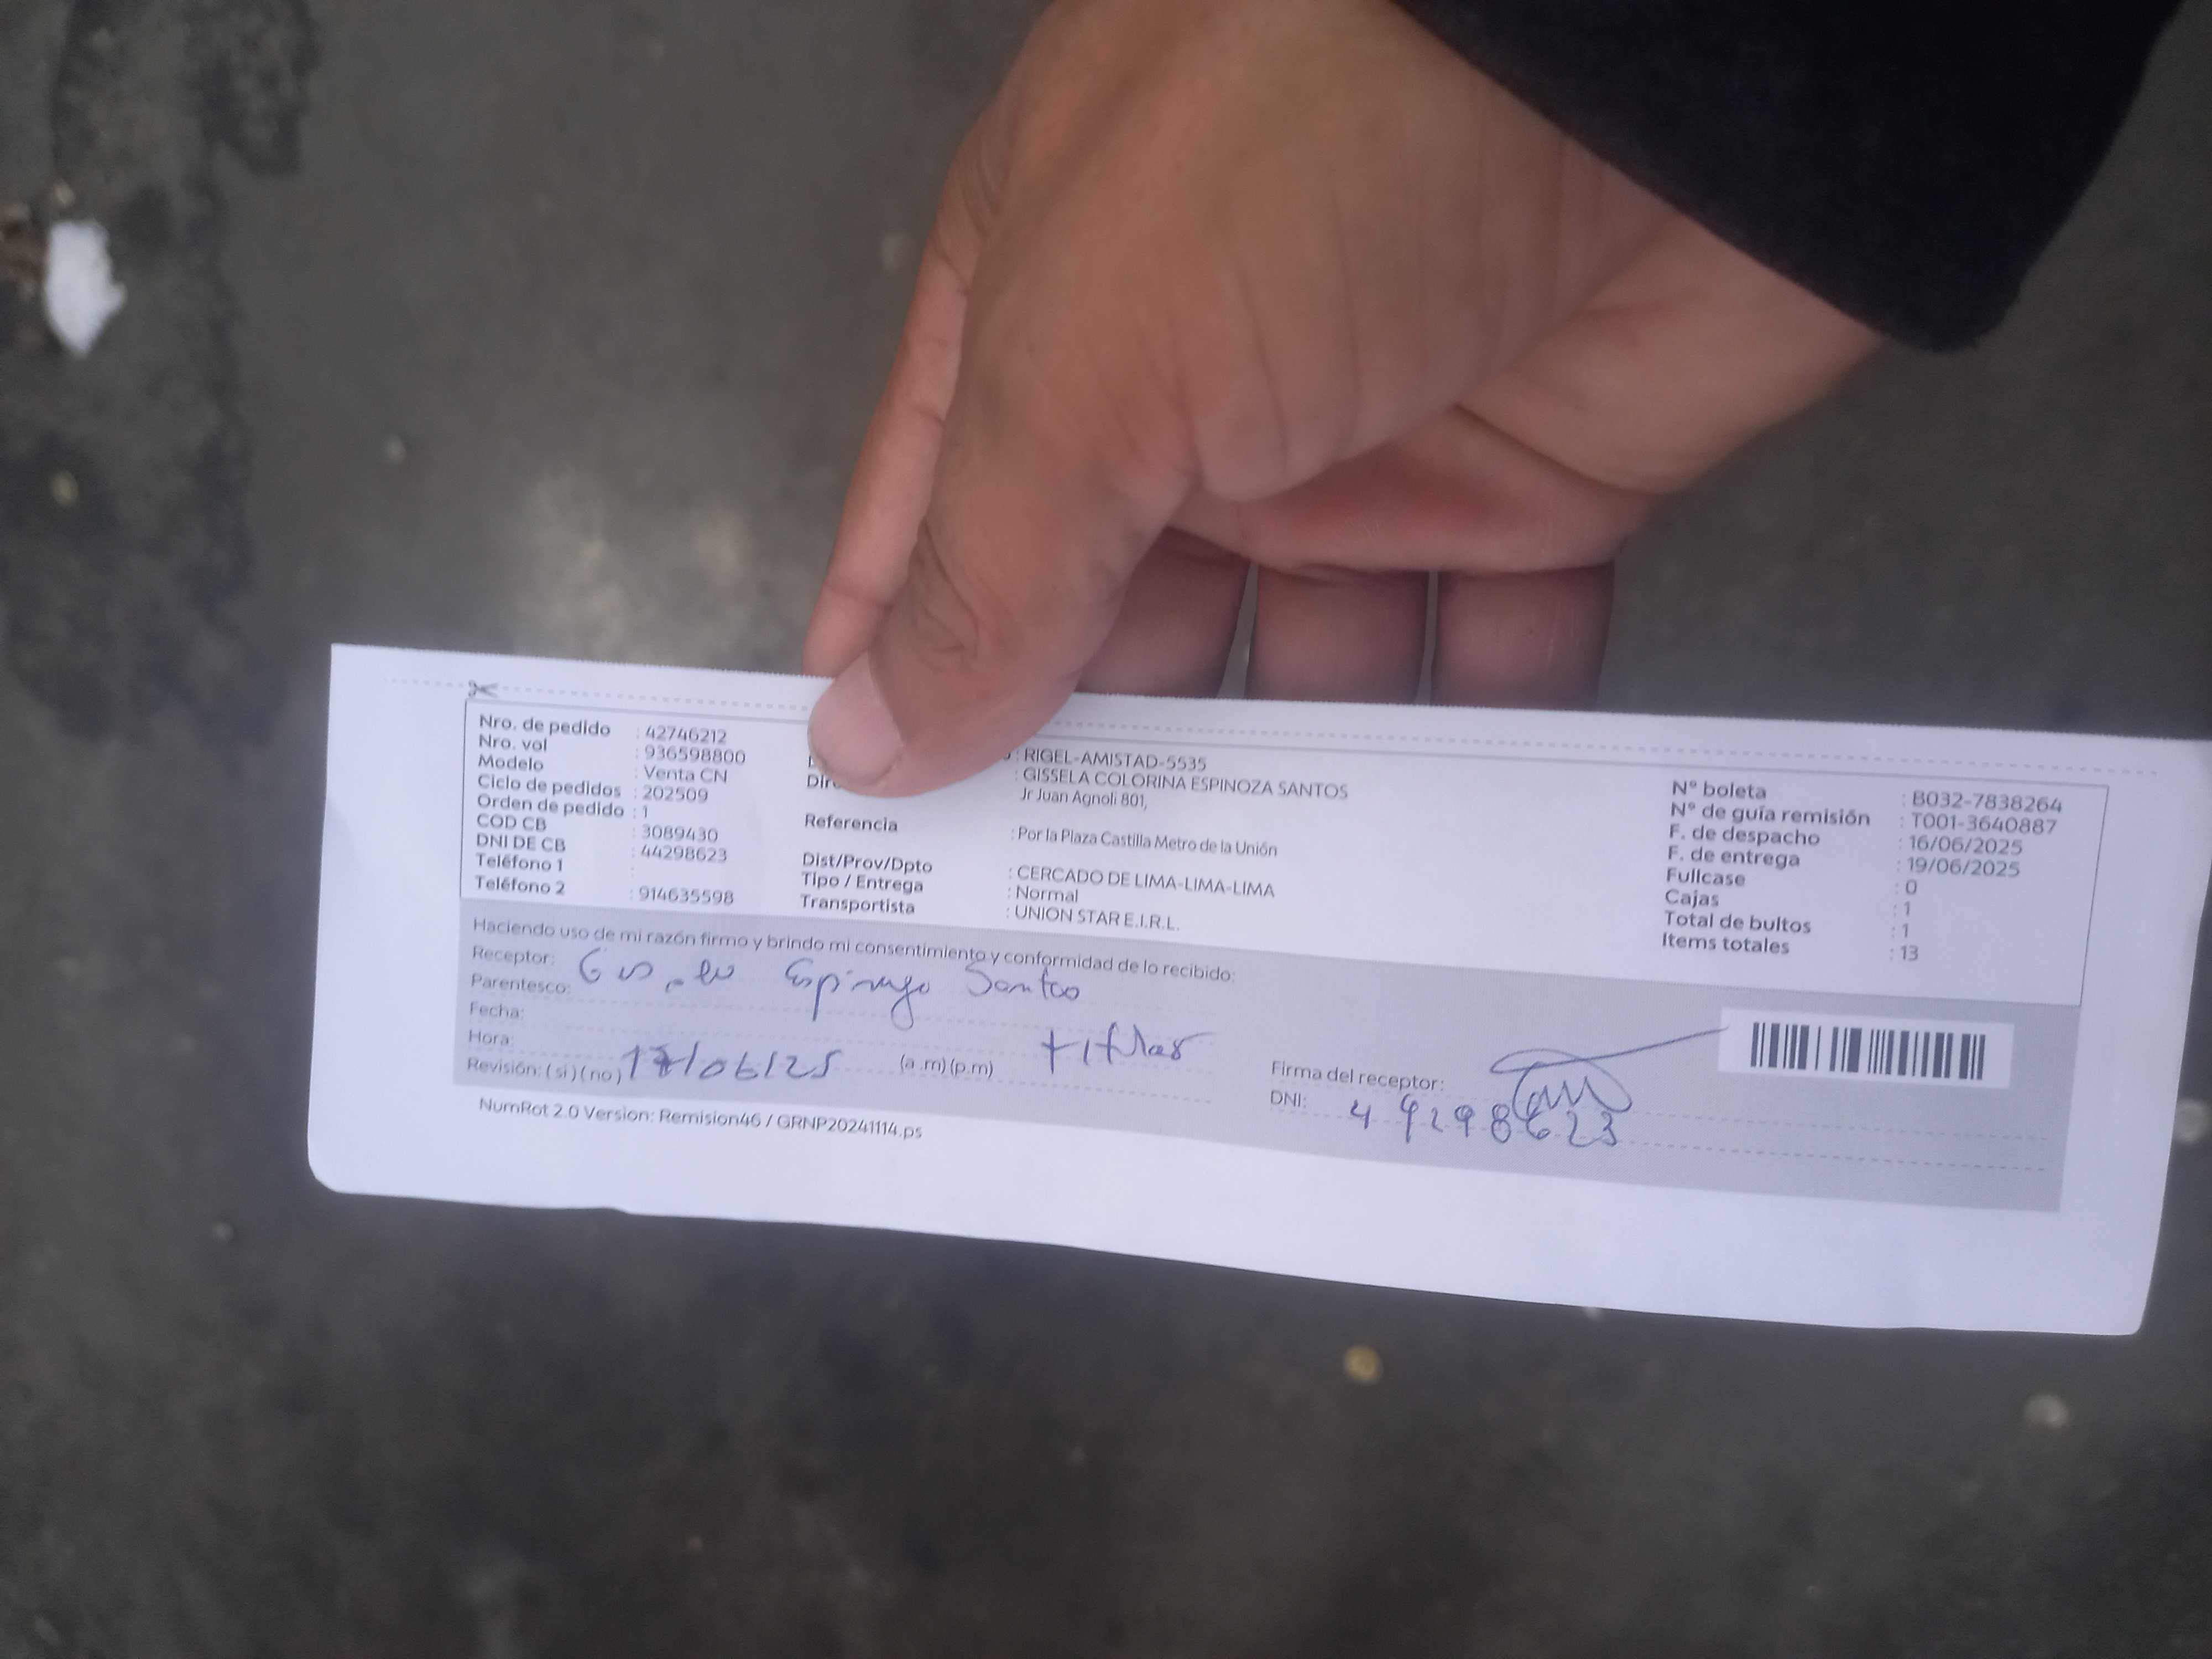 Nro. de pedido : 42746212
Nro. vol : 936598800
Modelo : Venta CN
Ciclo de pedidos : 202509
Orden de pedido : 1
COD CB : 3089430
DNI DE CB : 44298623
Teléfono 1 :
Teléfono 2 : 914635598
: RIGEL-AMISTAD-5535
: GISSELA COLORINA ESPINOZA SANTOS
Jr Juan Agnoli 801,
Referencia : Por la Plaza Castilla Metro de la Unión
Dist/Prov/Dpto : CERCADO DE LIMA-LIMA-LIMA
Tipo / Entrega : Normal
Transportista : UNION STAR E.I.R.L.
N° boleta : B032-7838264
N° de guía remisión : T001-3640887
F. de despacho : 16/06/2025
F. de entrega : 19/06/2025
Fullcase : 0
Cajas : 1
Total de bultos : 1
Items totales : 13
Haciendo uso de mi razón firmo y brindo mi consentimiento y conformidad de lo recibido:
Receptor: Santos
Parentesco:
Fecha:
Hora: (a.m) (p.m)
Revisión: ( si ) ( no ) 17/06/25
Firma del receptor:
DNI: 44298623
NumRot 2.0 Version: Remision46 / GRNP20241114.ps